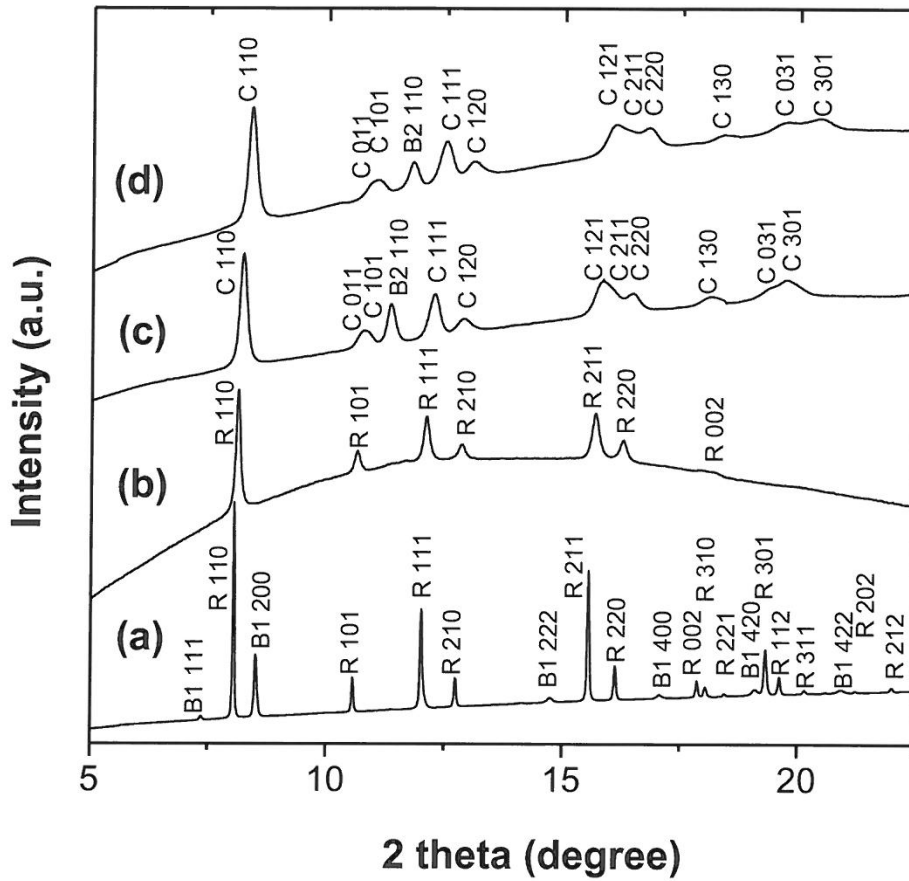 C 110
C 011
C 101
B2 110
C 111
C 120
C 121
C 211
C 220
C 130
C 031
C 301
(d)
C 110
C 011
C 101
B2 110
C 111
C 120
C 121
C 211
C 220
C 130
C 031
C 301
(c)
R 110
R 101
R 111
R 210
R 211
R 220
R 002
(b)
B1 111
R 110
B1 200
R 101
R 111
R 210
B1 222
R 211
R 220
B1 400
R 002
R 310
R 221
B1 420
R 301
R 112
R 311
B1 422
R 202
R 212
(a)
Intensity (a.u.)
5
10
15
20
2 theta (degree)